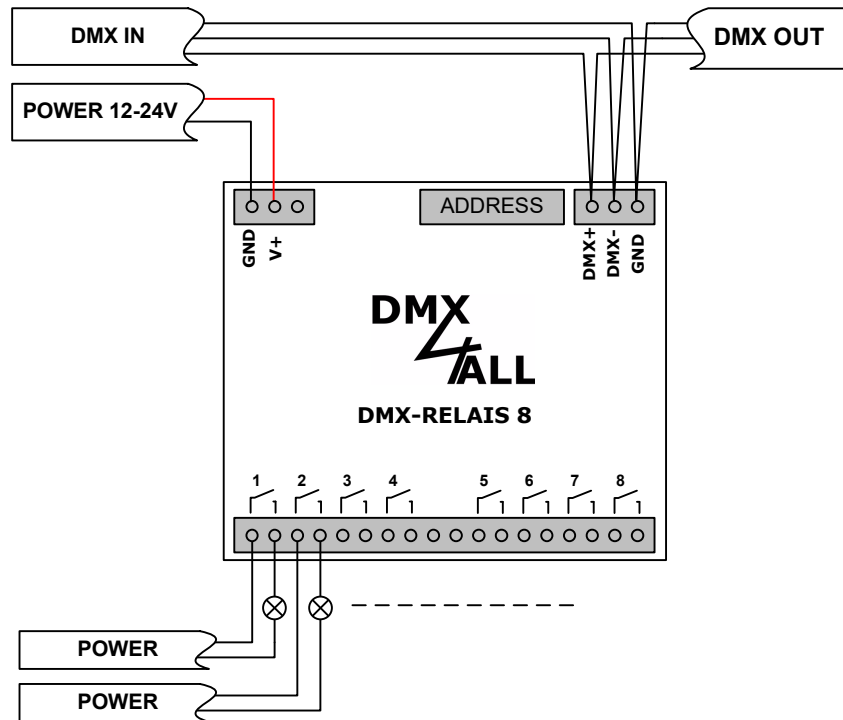 DMX IN
DMX OUT
POWER 12-24V
ADDRESS
GND
V+
DMX+
DMX-
GND
DMX
4
ALL
DMX-RELAIS 8
1 2 3 4 5 6 7 8
POWER
POWER